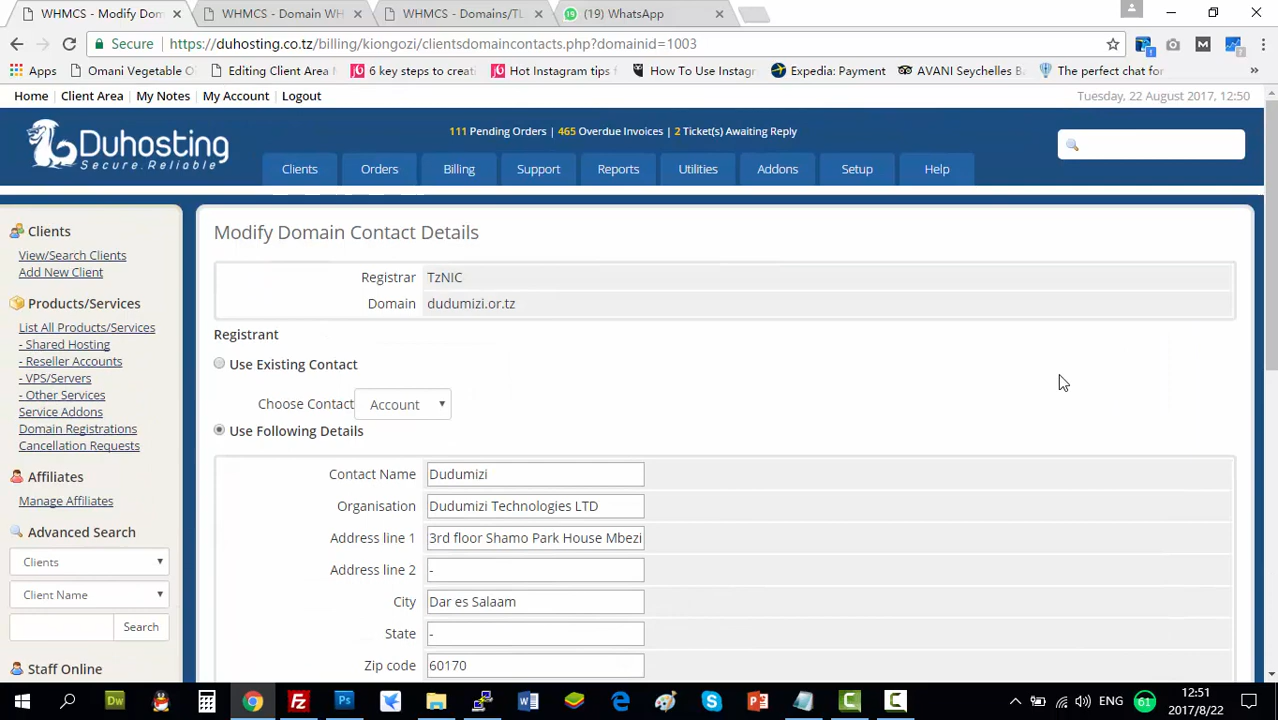 WHMCS - Modify Dom
WHMCS - Domain WH
WHMCS - Domains/TL
(19) WhatsApp
Secure
https://duhosting.co.tz/billing/kiongozi/clientsdomaincontacts.php?domainid=1003
Apps
Omani Vegetable O
Editing Client Area
6 key steps to creati
Hot Instagram tips f
How To Use Instagr
Expedia: Payment
AVANI Seychelles Ba
The perfect chat for
Home
Client Area
My Notes
My Account
Logout
Tuesday, 22 August 2017, 12:50
Duhosting
Secure.Reliable
111 Pending Orders | 465 Overdue Invoices | 2 Ticket(s) Awaiting Reply
Clients
Orders
Billing
Support
Reports
Utilities
Addons
Setup
Help
Clients
View/Search Clients
Add New Client
Products/Services
List All Products/Services
- Shared Hosting
- Reseller Accounts
- VPS/Servers
- Other Services
Service Addons
Domain Registrations
Cancellation Requests
Affiliates
Manage Affiliates
Advanced Search
Clients
Client Name
Search
Staff Online
Modify Domain Contact Details
Registrar TzNIC
Domain dudumizi.or.tz
Registrant
Use Existing Contact
Choose Contact Account
Use Following Details
Contact Name Dudumizi
Organisation Dudumizi Technologies LTD
Address line 1 3rd floor Shamo Park House Mbezi
Address line 2 -
City Dar es Salaam
State -
Zip code 60170
ENG
61
12:51
2017/8/22